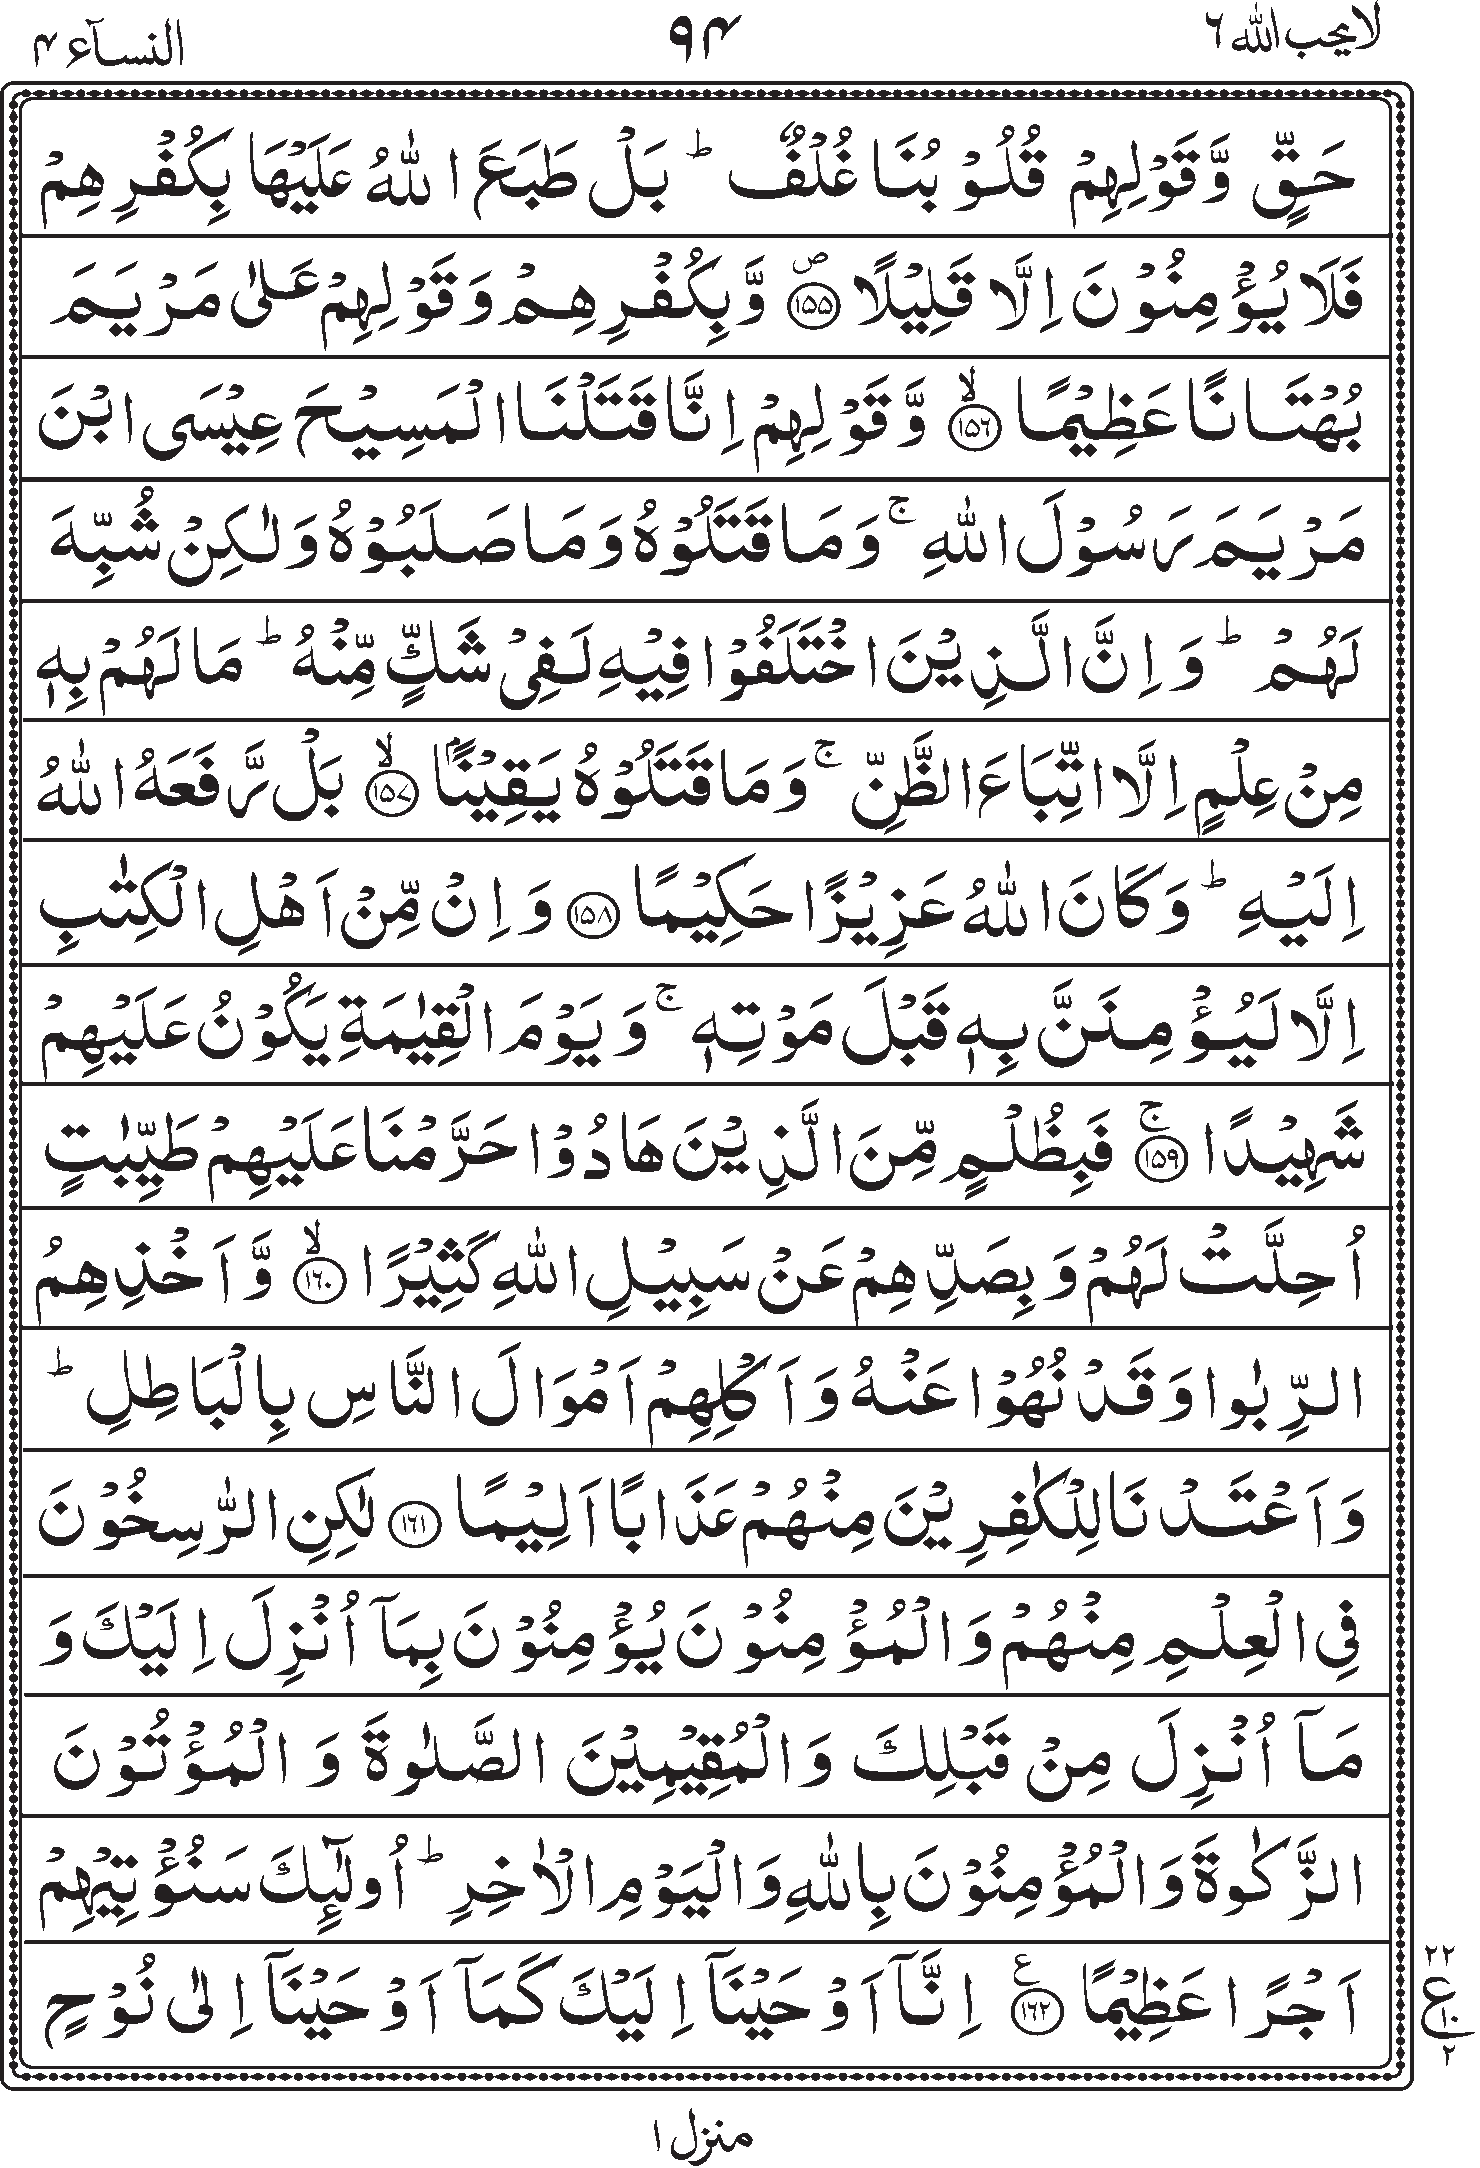 لا یحب الله ۶ ۹۴ النسآء ۴
حَقٍّ وَّقَوْلِهِمْ قُلُوْبُنَا غُلْفٌ ؕ بَلْ طَبَعَ اللّٰهُ عَلَیْهَا بِكُفْرِهِمْ
فَلَا یُؤْمِنُوْنَ اِلَّا قَلِیْلًا ۪﴿۱۵۵﴾ وَّبِكُفْرِهِمْ وَقَوْلِهِمْ عَلٰی مَرْیَمَ
بُهْتَانًا عَظِیْمًا ۙ﴿۱۵۶﴾ وَّقَوْلِهِمْ اِنَّا قَتَلْنَا الْمَسِیْحَ عِیْسَی ابْنَ
مَرْیَمَ رَسُوْلَ اللّٰهِ ۚ وَمَا قَتَلُوْهُ وَمَا صَلَبُوْهُ وَلٰكِنْ شُبِّهَ
لَهُمْ ؕ وَاِنَّ الَّذِیْنَ اخْتَلَفُوْا فِیْهِ لَفِیْ شَكٍّ مِّنْهُ ؕ مَا لَهُمْ بِهٖ
مِنْ عِلْمٍ اِلَّا اتِّبَاعَ الظَّنِّ ۚ وَمَا قَتَلُوْهُ یَقِیْنًۢا ۙ﴿۱۵۷﴾ بَلْ رَّفَعَهُ اللّٰهُ
اِلَیْهِ ؕ وَكَانَ اللّٰهُ عَزِیْزًا حَكِیْمًا ﴿۱۵۸﴾ وَاِنْ مِّنْ اَهْلِ الْكِتٰبِ
اِلَّا لَیُؤْمِنَنَّ بِهٖ قَبْلَ مَوْتِهٖ ۚ وَیَوْمَ الْقِیٰمَةِ یَكُوْنُ عَلَیْهِمْ
شَهِیْدًا ۚ﴿۱۵۹﴾ فَبِظُلْمٍ مِّنَ الَّذِیْنَ هَادُوْا حَرَّمْنَا عَلَیْهِمْ طَیِّبٰتٍ
اُحِلَّتْ لَهُمْ وَبِصَدِّهِمْ عَنْ سَبِیْلِ اللّٰهِ كَثِیْرًا ۙ﴿۱۶۰﴾ وَّاَخْذِهِمُ
الرِّبٰوا وَقَدْ نُهُوْا عَنْهُ وَاَكْلِهِمْ اَمْوَالَ النَّاسِ بِالْبَاطِلِ ؕ
وَاَعْتَدْنَا لِلْكٰفِرِیْنَ مِنْهُمْ عَذَابًا اَلِیْمًا ﴿۱۶۱﴾ لٰكِنِ الرّٰسِخُوْنَ
فِی الْعِلْمِ مِنْهُمْ وَالْمُؤْمِنُوْنَ یُؤْمِنُوْنَ بِمَاۤ اُنْزِلَ اِلَیْكَ وَ
مَاۤ اُنْزِلَ مِنْ قَبْلِكَ وَالْمُقِیْمِیْنَ الصَّلٰوةَ وَالْمُؤْتُوْنَ
الزَّكٰوةَ وَالْمُؤْمِنُوْنَ بِاللّٰهِ وَالْیَوْمِ الْاٰخِرِ ؕ اُولٰٓئِكَ سَنُؤْتِیْهِمْ
اَجْرًا عَظِیْمًا ﴿۱۶۲﴾ ع اِنَّاۤ اَوْحَیْنَاۤ اِلَیْكَ كَمَاۤ اَوْحَیْنَاۤ اِلٰی نُوْحٍ
۲۲
ع ۱۰
۲
منزل ۱